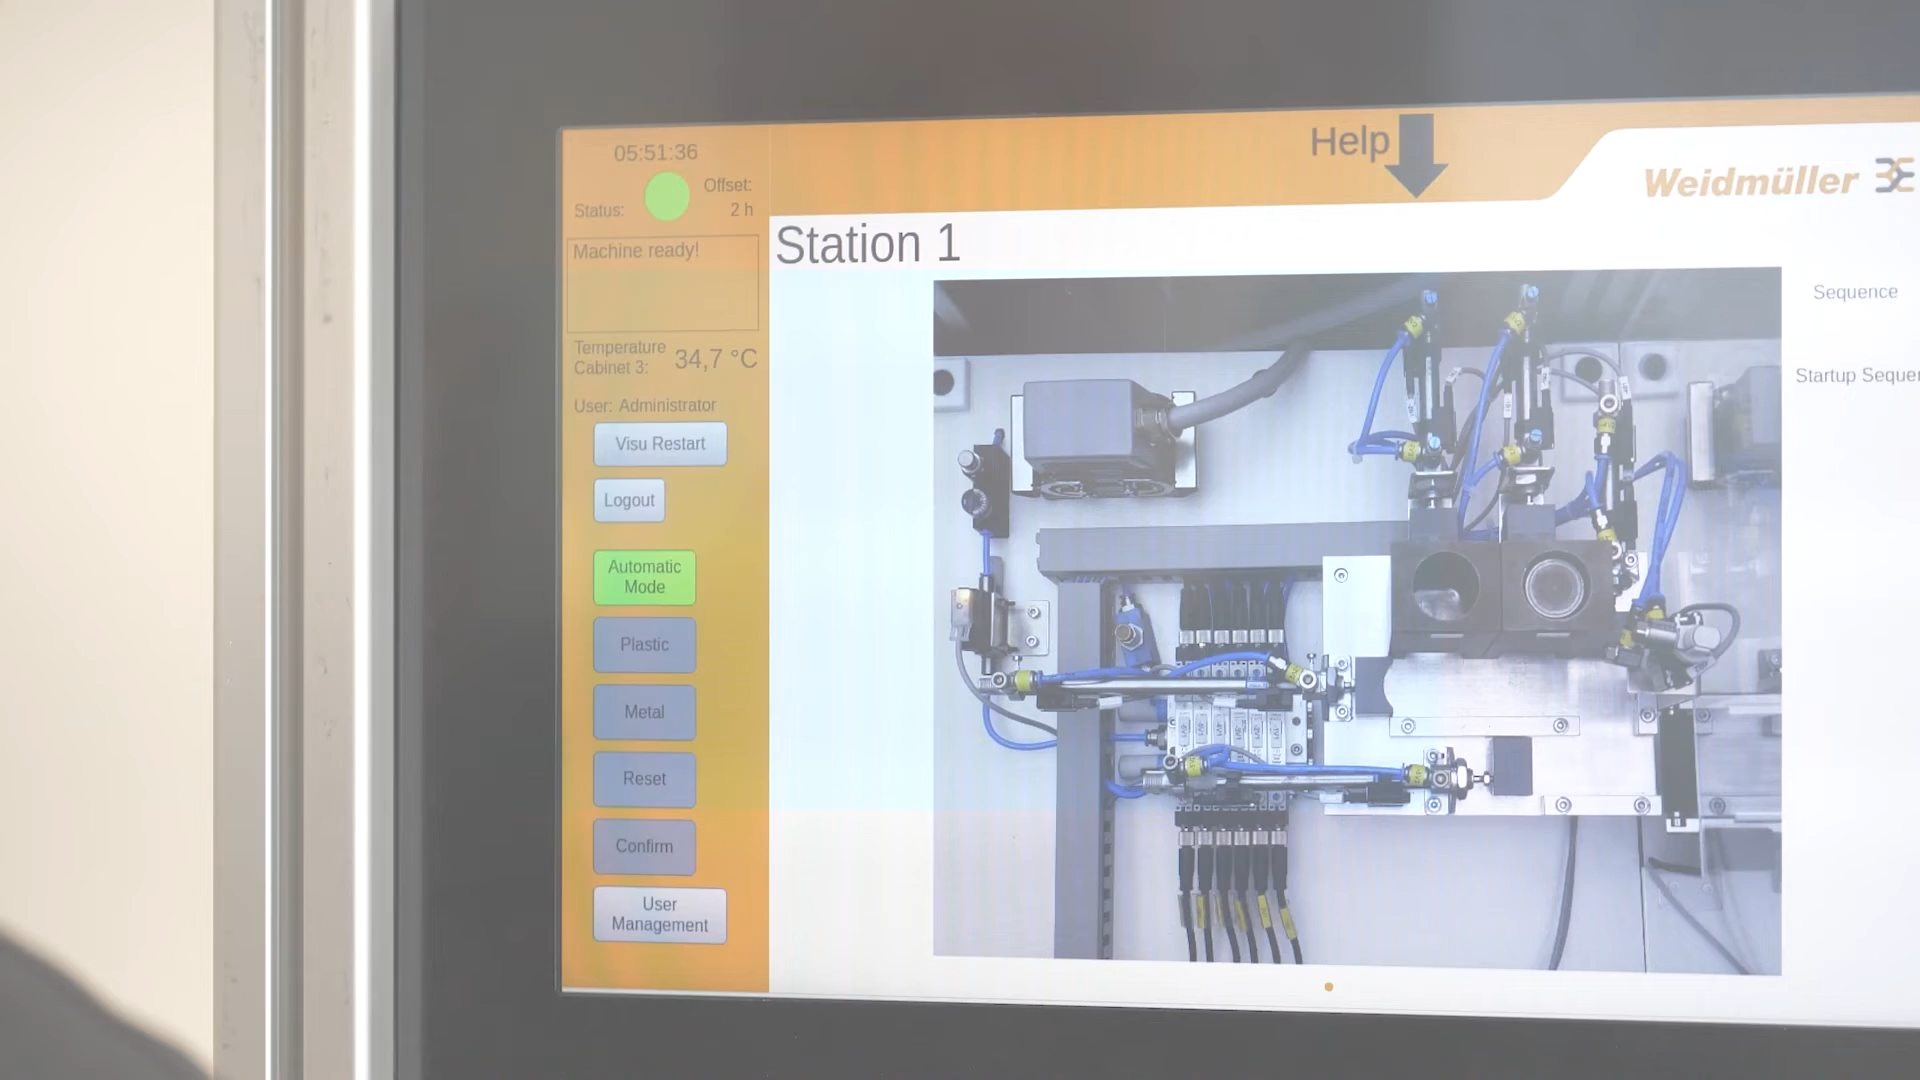 05:51:36
Offset:
Status:
2 h
Machine ready!
Temperature
Cabinet 3:
34,7 °C
User: Administrator
Visu Restart
Logout
Automatic
Mode
Plastic
Metal
Reset
Confirm
User
Management
Help
Weidmüller
Station 1
Sequence
Startup